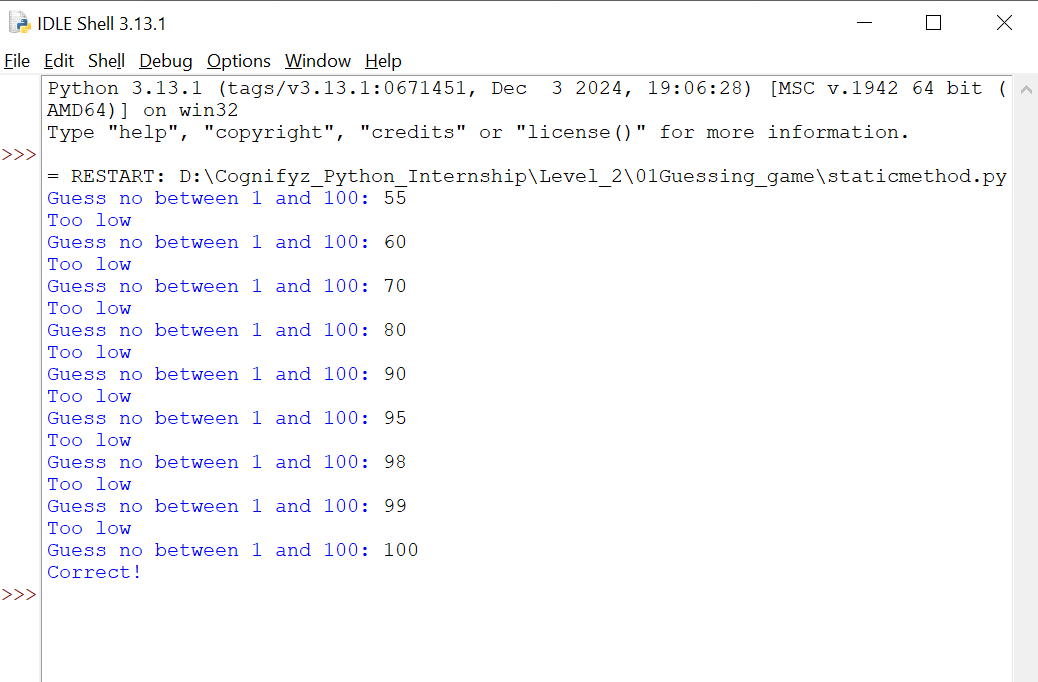 IDLE Shell 3.13.1
File Edit Shell Debug Options Window Help
Python 3.13.1 (tags/v3.13.1:0671451, Dec  3 2024, 19:06:28) [MSC v.1942 64 bit (
AMD64)] on win32
Type "help", "copyright", "credits" or "license()" for more information.
>>>
= RESTART: D:\Cognifyz_Python_Internship\Level_2\01Guessing_game\staticmethod.py
Guess no between 1 and 100: 55
Too low
Guess no between 1 and 100: 60
Too low
Guess no between 1 and 100: 70
Too low
Guess no between 1 and 100: 80
Too low
Guess no between 1 and 100: 90
Too low
Guess no between 1 and 100: 95
Too low
Guess no between 1 and 100: 98
Too low
Guess no between 1 and 100: 99
Too low
Guess no between 1 and 100: 100
Correct!
>>>